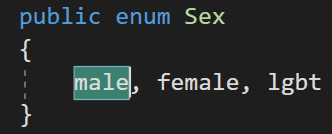 public enum Sex
{
male, female, lgbt
}